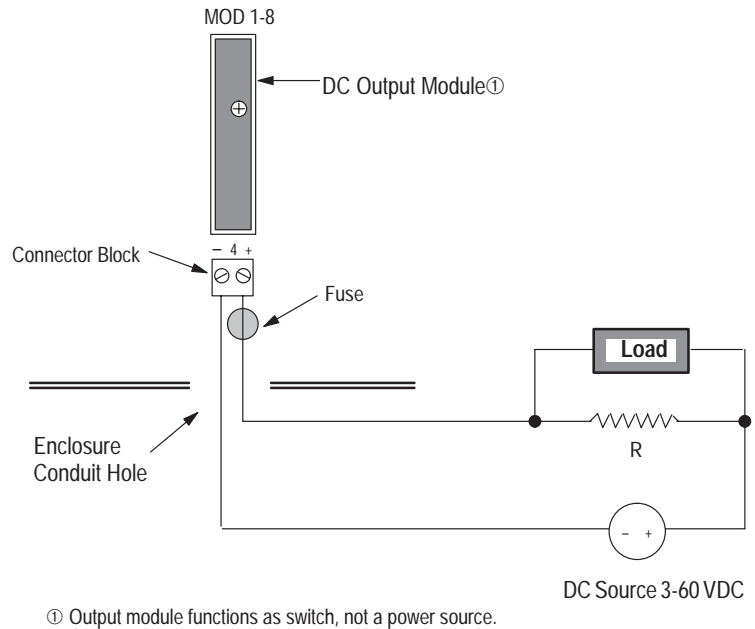 MOD 1-8
DC Output Module①
Connector Block
– 4 +
Fuse
Load
Enclosure
Conduit Hole
R
– +
DC Source 3-60 VDC
① Output module functions as switch, not a power source.